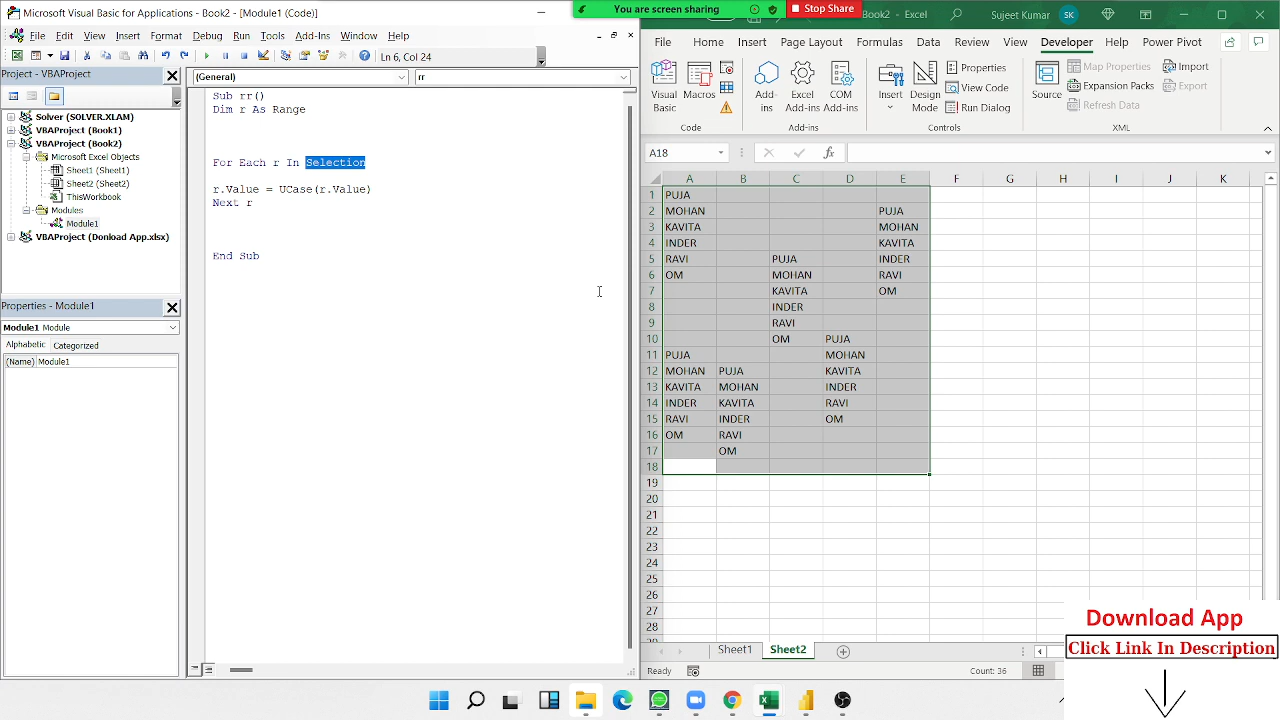 Microsoft Visual Basic for Applications - Book2 - [Module1 (Code)]
You are screen sharing
Stop Share
Book2 - Excel
Sujeet Kumar
SK
File Edit View Insert Format Debug Run Tools Add-Ins Window Help
File Home Insert Page Layout Formulas Data Review View Developer Help Power Pivot
Ln 6, Col 24
Project - VBAProject
Solver (SOLVER.XLAM)
VBAProject (Book1)
VBAProject (Book2)
Microsoft Excel Objects
Sheet1 (Sheet1)
Sheet2 (Sheet2)
ThisWorkbook
Modules
Module1
VBAProject (Donload App.xlsx)
Properties - Module1
Module1 Module
Alphabetic Categorized
(Name) Module1
(General)
rr
Sub rr()
Dim r As Range
For Each r In Selection
r.Value = UCase(r.Value)
Next r
End Sub
Visual Basic
Macros
Code
Add-ins
Excel Add-ins
COM Add-ins
Add-ins
Insert
Design Mode
Properties
View Code
Run Dialog
Controls
Source
Map Properties
Expansion Packs
Refresh Data
Import
Export
XML
A18
fx
A B C D E F G H I J K
1 PUJA
2 MOHAN PUJA
3 KAVITA MOHAN
4 INDER KAVITA
5 RAVI PUJA INDER
6 OM MOHAN RAVI
7 KAVITA OM
8 INDER
9 RAVI
10 OM PUJA
11 PUJA MOHAN
12 MOHAN PUJA KAVITA
13 KAVITA MOHAN INDER
14 INDER KAVITA RAVI
15 RAVI INDER OM
16 OM RAVI
17 OM
18
19
20
21
22
23
24
25
26
27
28
Sheet1 Sheet2
Ready
Count: 36
Download App
Click Link In Description